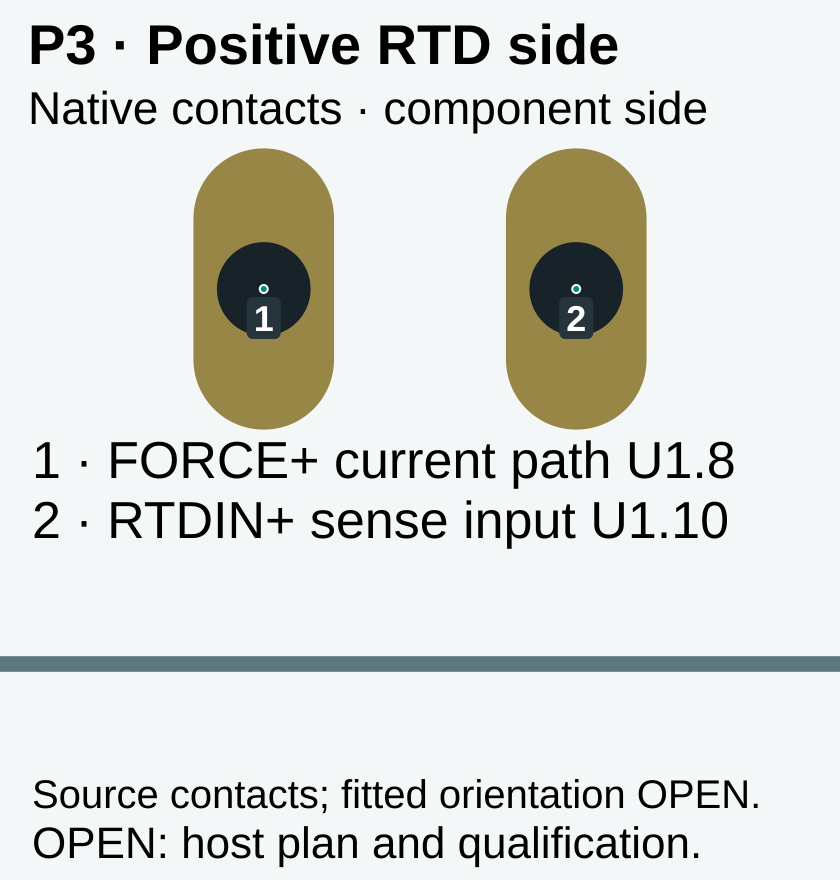 P3 · Positive RTD side
Native contacts · component side
1 2
1 · FORCE+ current path U1.8
2 · RTDIN+ sense input U1.10
Source contacts; fitted orientation OPEN.
OPEN: host plan and qualification.